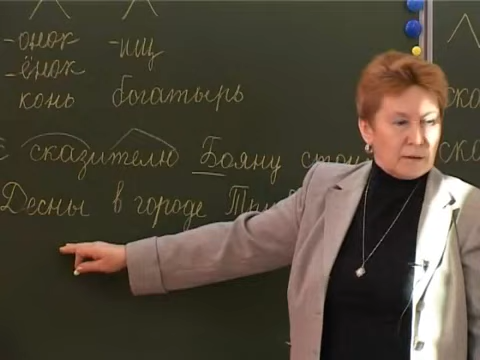 -онок -ищ
-ёнок
конь богатырь
сказителю Бояну
Десны в городе